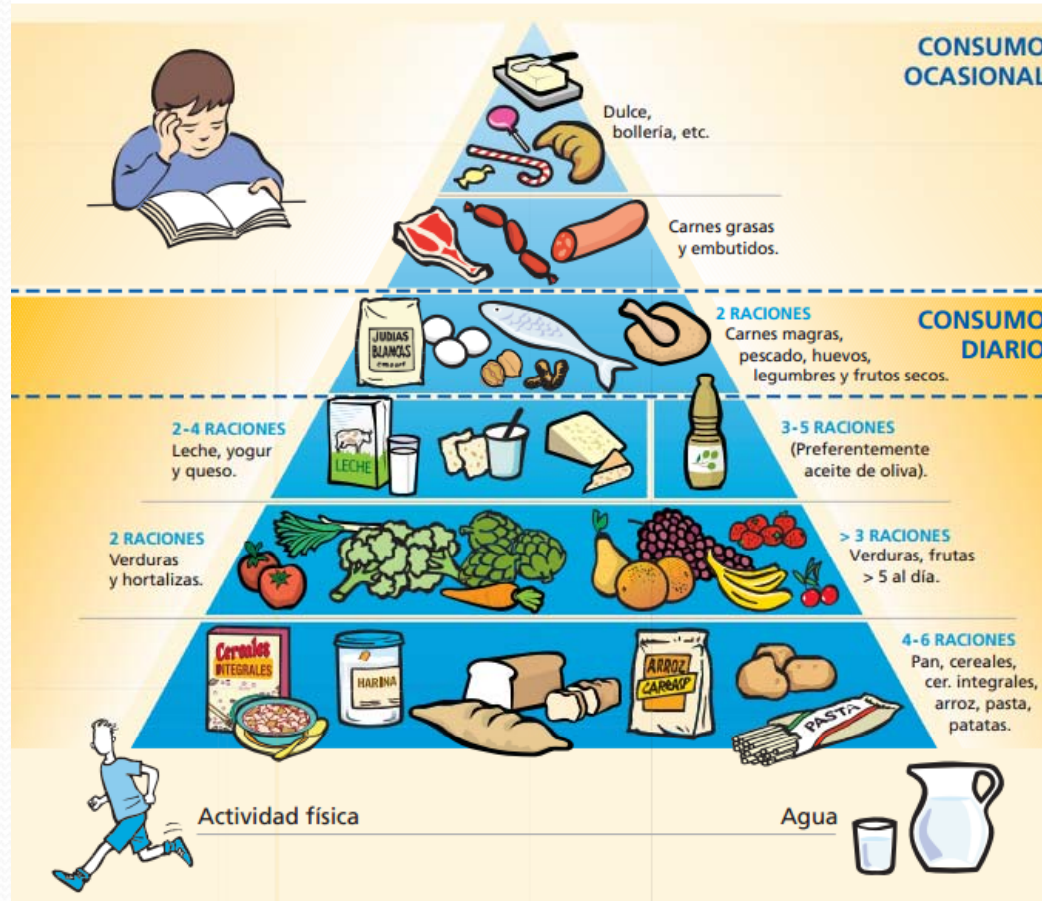 CONSUMO
OCASIONAL
Dulce,
bollería, etc.
Carnes grasas
y embutidos.
CONSUMO
DIARIO
2 RACIONES
Carnes magras,
pescado, huevos,
legumbres y frutos secos.
JUDIAS
BLANCAS
2-4 RACIONES
Leche, yogur
y queso.
LECHE
3-5 RACIONES
(Preferentemente
aceite de oliva).
2 RACIONES
Verduras
y hortalizas.
> 3 RACIONES
Verduras, frutas
> 5 al día.
4-6 RACIONES
Pan, cereales,
cer. integrales,
arroz, pasta,
patatas.
Cereales
INTEGRALES
HARINA
ARROZ
PASTA
Actividad física
Agua